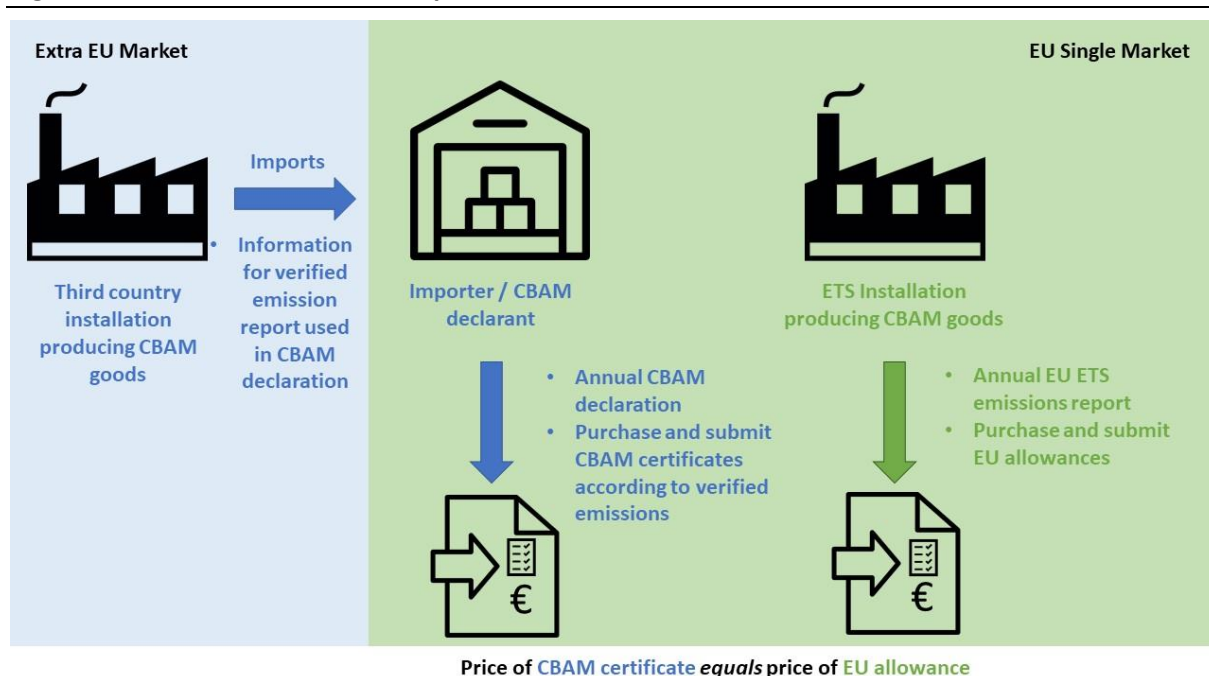 Extra EU Market
EU Single Market
Imports
Information
for verified
emission
report used
in CBAM
declaration
Third country
installation
producing CBAM
goods
Importer / CBAM
declarant
ETS Installation
producing CBAM goods
• Annual CBAM
declaration
• Purchase and submit
CBAM certificates
according to verified
emissions
• Annual EU ETS
emissions report
• Purchase and submit
EU allowances
€
€
Price of CBAM certificate equals price of EU allowance